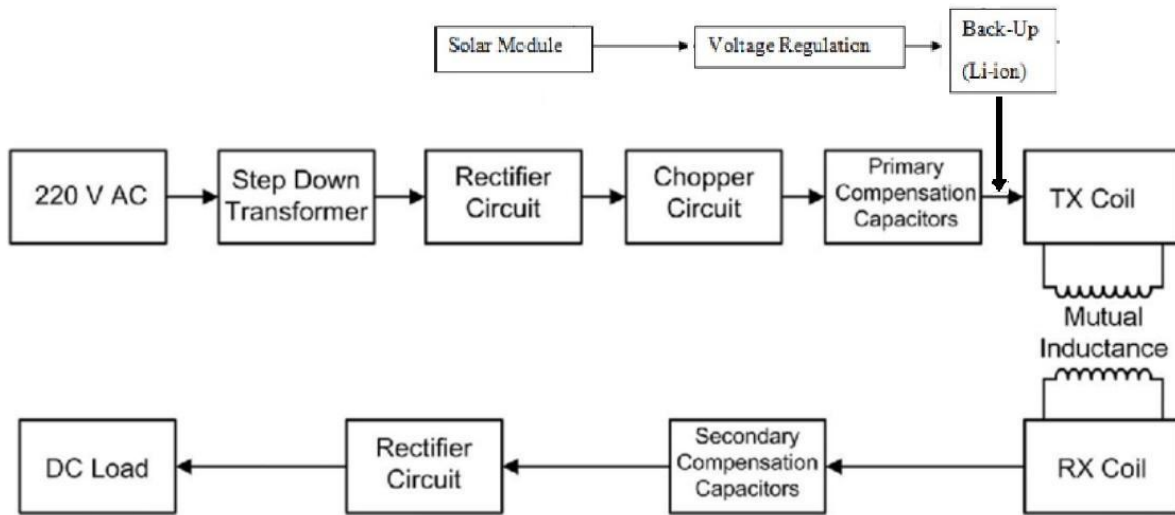 Solar Module
Voltage Regulation
Back-Up
(Li-ion)
220 V AC
Step Down
Transformer
Rectifier
Circuit
Chopper
Circuit
Primary
Compensation
Capacitors
TX Coil
Mutual
Inductance
DC Load
Rectifier
Circuit
Secondary
Compensation
Capacitors
RX Coil